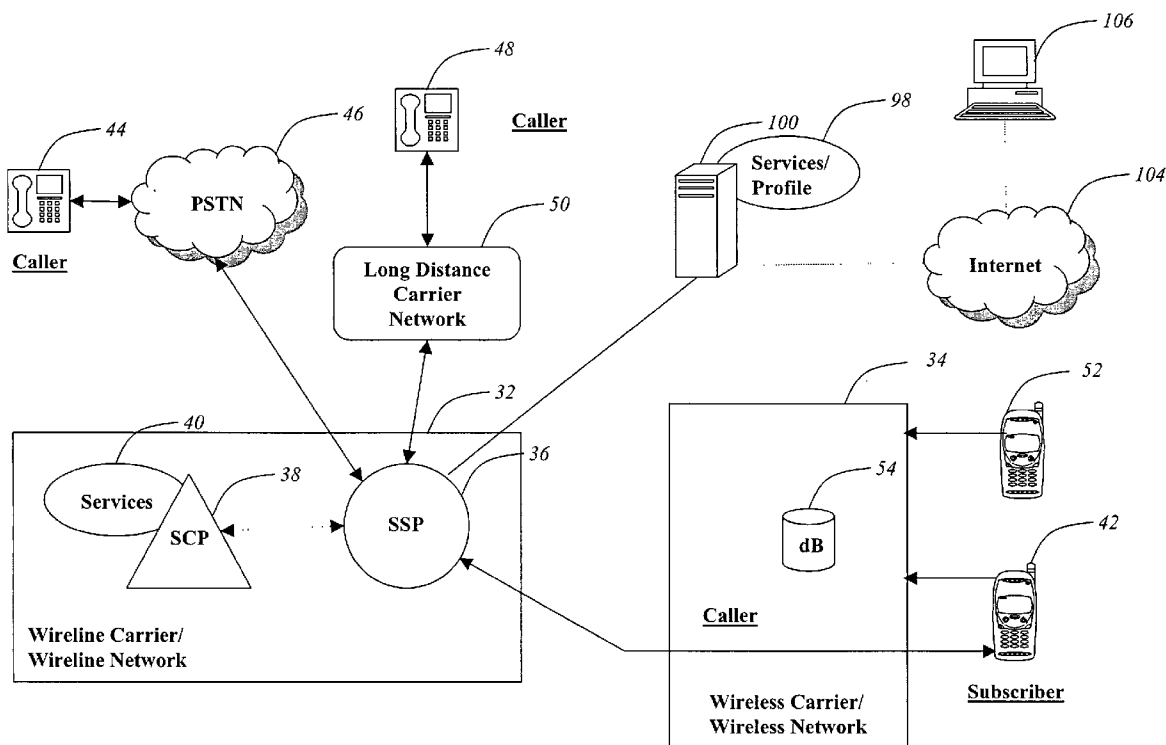 106
48
98
46
Caller
100
44
Services/
Profile
104
PSTN
50
Internet
Caller
Long Distance
Carrier
Network
34
52
32
40
36
38
54
42
Services
SSP
SCP
dB
Caller
Wireline Carrier/
Wireline Network
Subscriber
Wireless Carrier/
Wireless Network